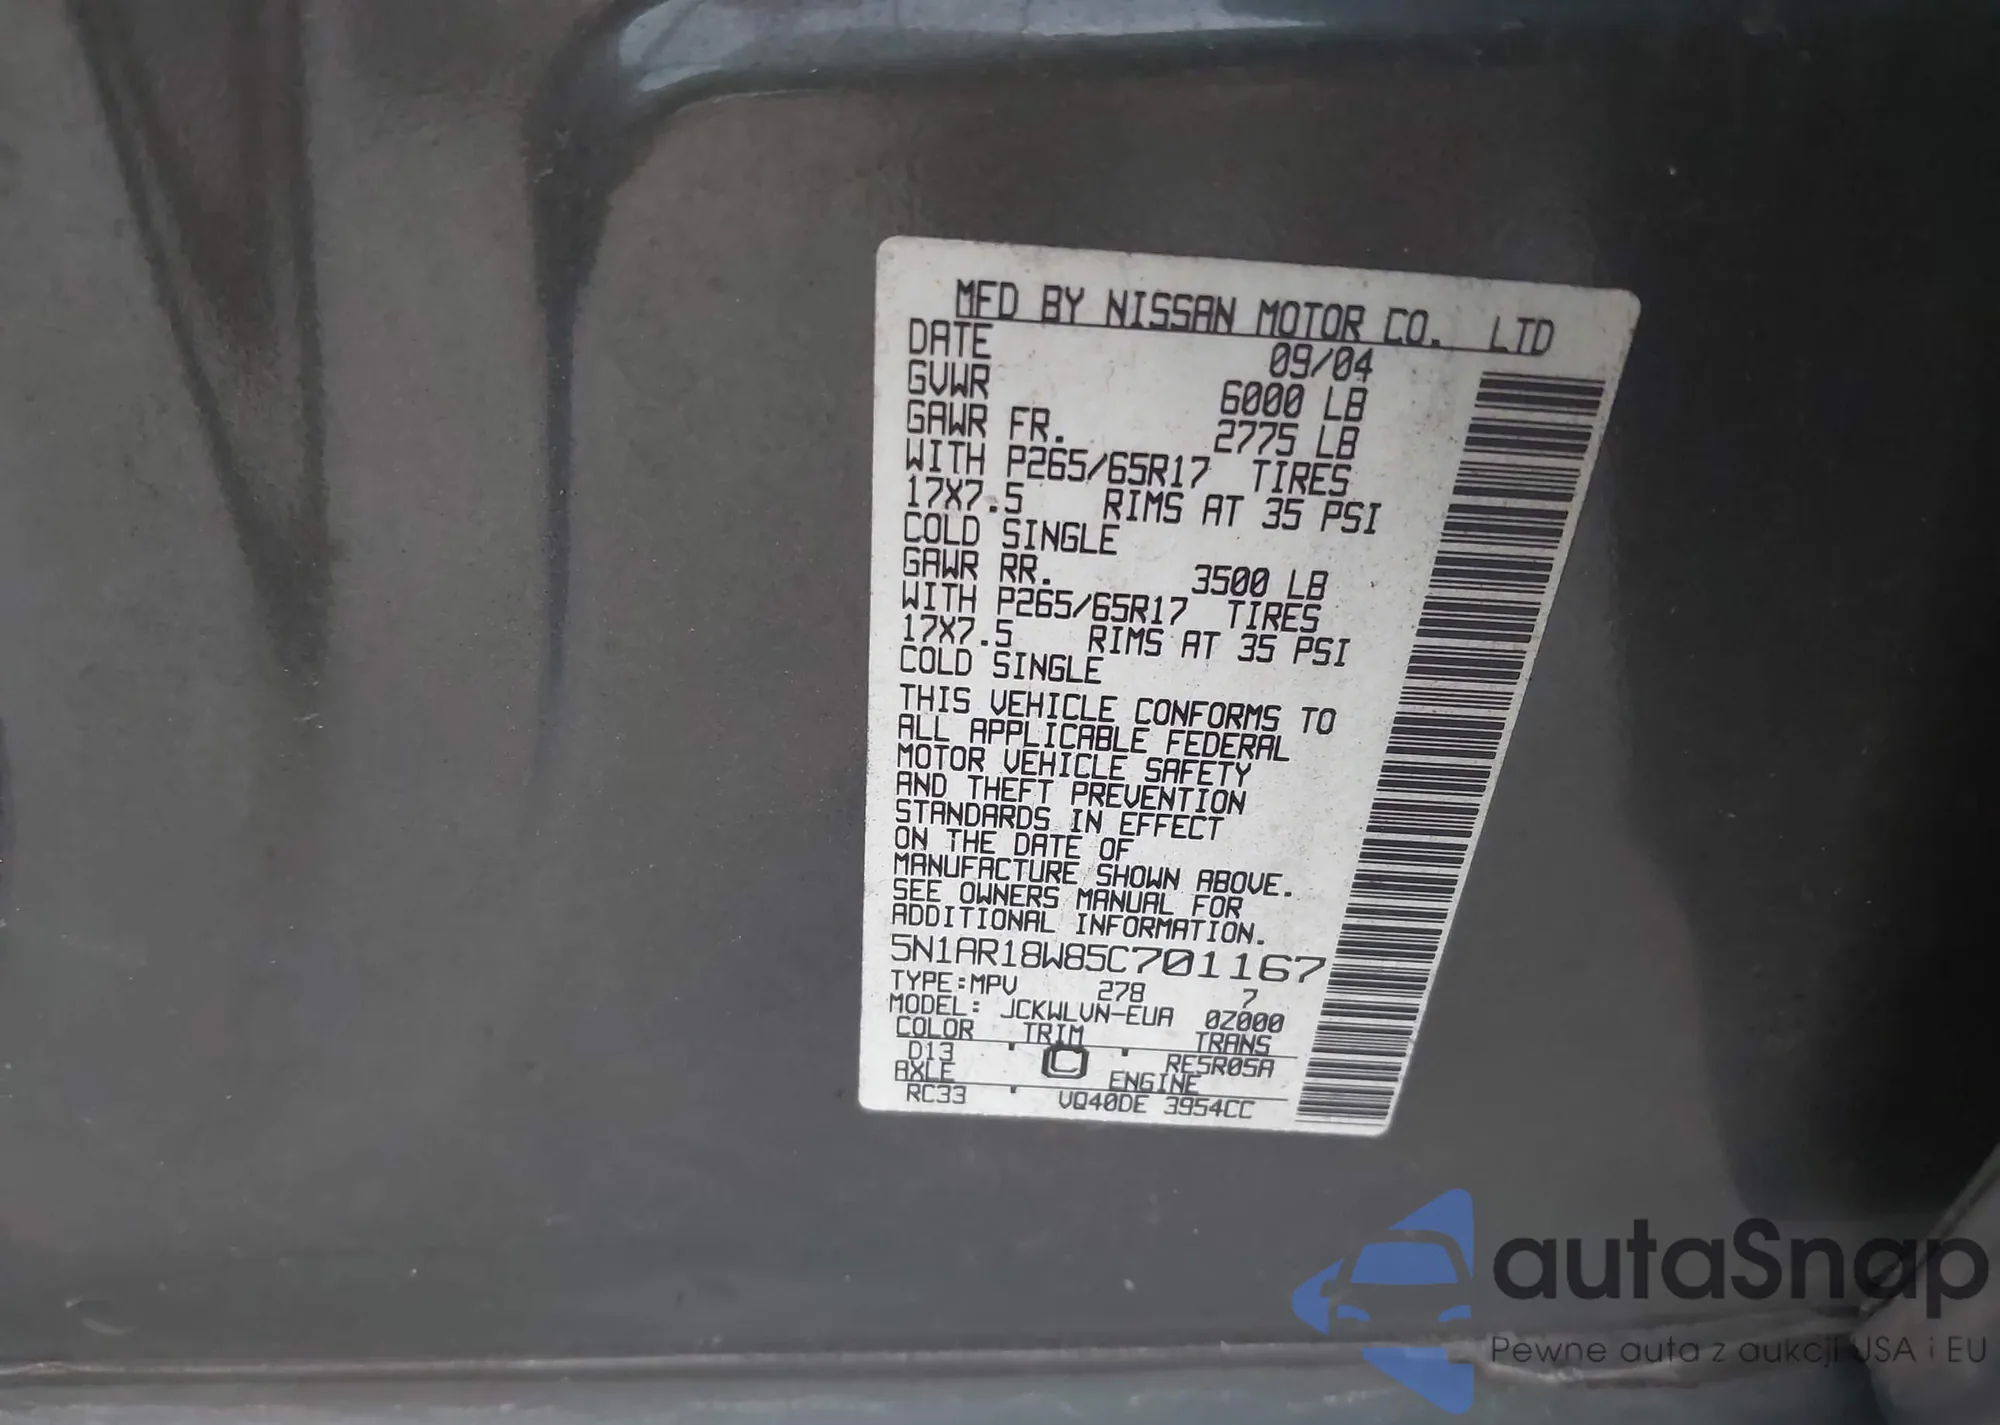 MFD BY NISSAN MOTOR CO. LTD
DATE 09/04
GVWR 6000 LB
GAWR FR. 2775 LB
WITH P265/65R17 TIRES
17X7.5 RIMS AT 35 PSI
COLD SINGLE
GAWR RR. 3500 LB
WITH P265/65R17 TIRES
17X7.5 RIMS AT 35 PSI
COLD SINGLE
THIS VEHICLE CONFORMS TO
ALL APPLICABLE FEDERAL
MOTOR VEHICLE SAFETY
AND THEFT PREVENTION
STANDARDS IN EFFECT
ON THE DATE OF
MANUFACTURE SHOWN ABOVE.
SEE OWNERS MANUAL FOR
ADDITIONAL INFORMATION.
5N1AR18W85C701167
TYPE:MPV 278 7
MODEL: JCKWLVN-EUA 0Z000
COLOR TRIM TRANS
D13 C RE5R05A
AXLE ENGINE
RC33 VQ40DE 3954CC
autaSnap
Pewne auta z aukcji USA i EU